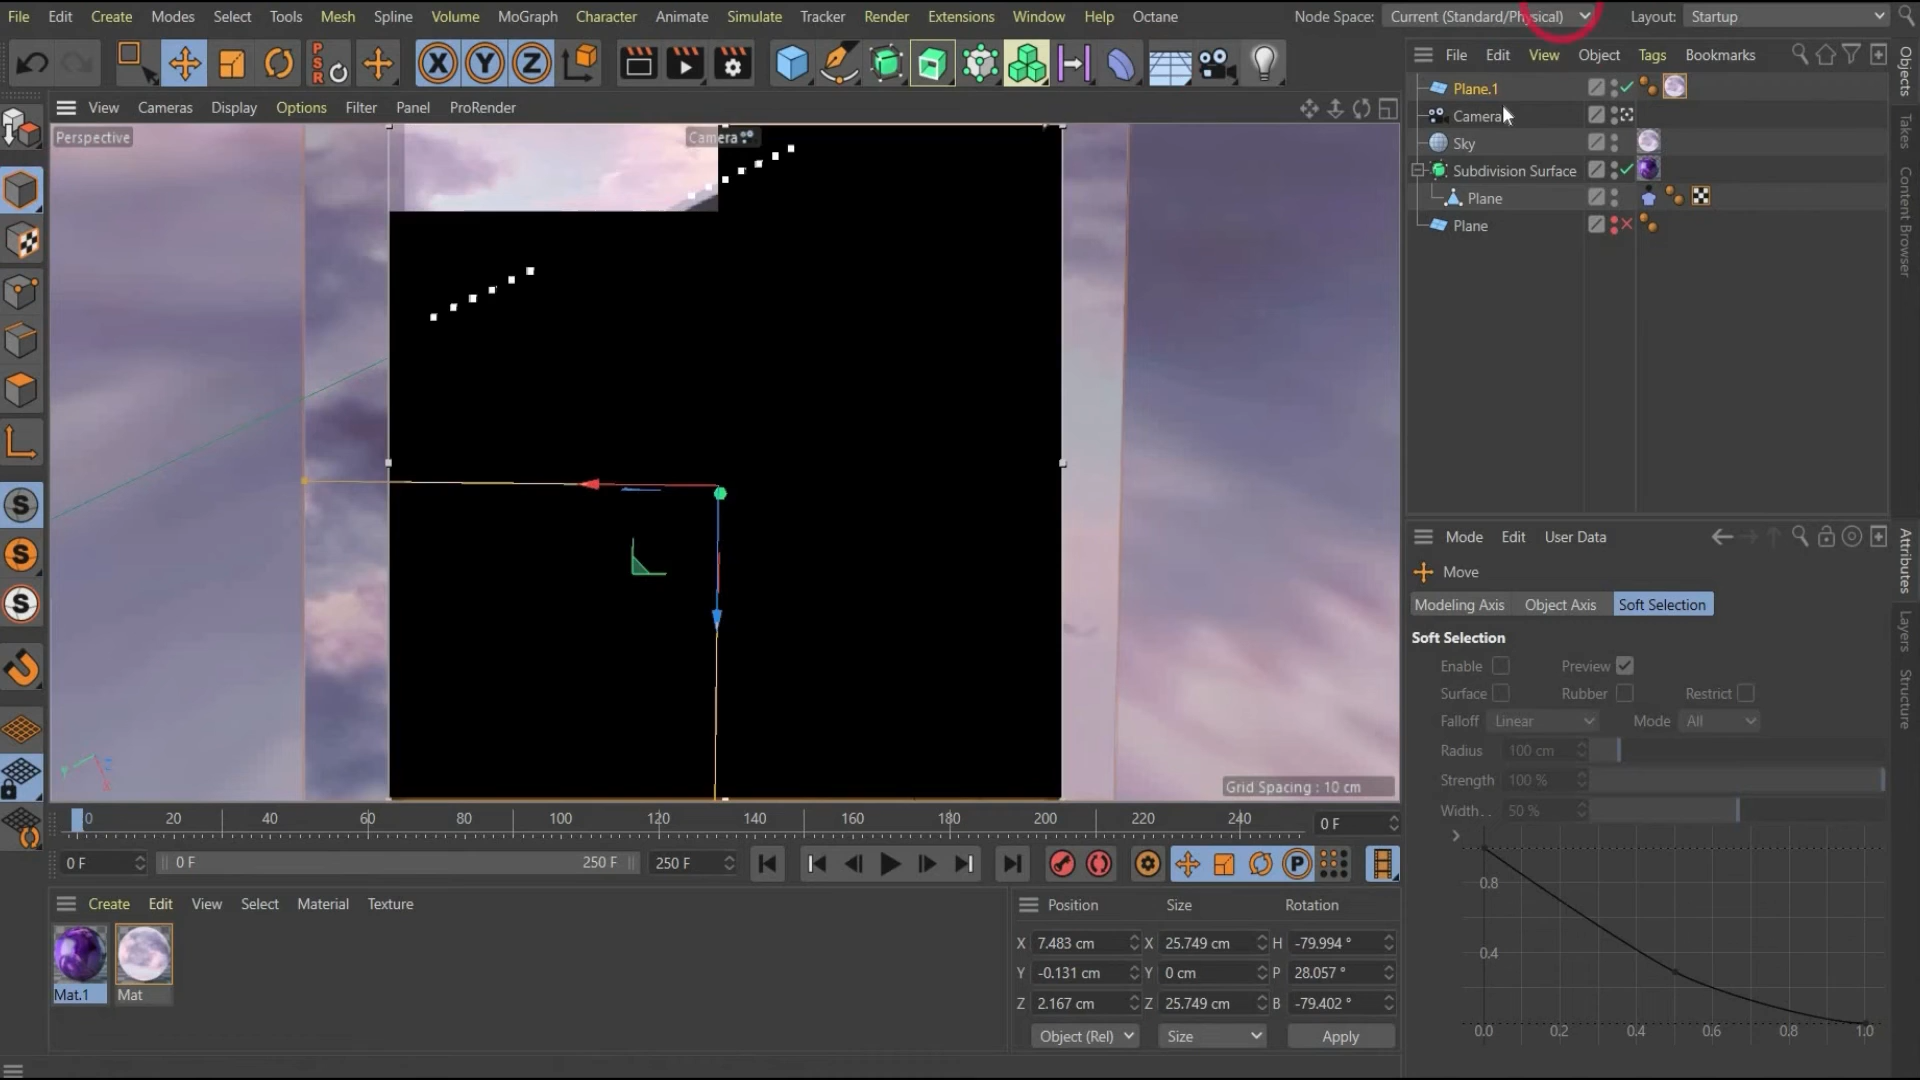 File Edit Create Modes Select Tools Mesh Spline Volume MoGraph Character Animate Simulate Tracker Render Extensions Window Help Octane Node Space: Current (Standard/Physical) Layout: Startup
File Edit View Object Tags Bookmarks
View Cameras Display Options Filter Panel ProRender
Perspective
Camera
Plane.1
Camera
Sky
Subdivision Surface
Plane
Plane
Objects
Takes
Content Browser
Mode Edit User Data
Move
Modeling Axis Object Axis Soft Selection
Soft Selection
Enable Preview
Surface Rubber Restrict
Falloff Linear Mode All
Radius 100 cm
Strength 100 %
Width. . 50 %
0.8
0.4
0.0 0.2 0.4 0.6 0.8 1.0
Attributes
Layers
Structure
Grid Spacing : 10 cm
0 20 40 60 80 100 120 140 160 180 200 220 240 0 F
0 F 0 F 250 F 250 F
Create Edit View Select Material Texture
Mat.1 Mat
Position Size Rotation
X 7.483 cm X 25.749 cm H -79.994 °
Y -0.131 cm Y 0 cm P 28.057 °
Z 2.167 cm Z 25.749 cm B -79.402 °
Object (Rel) Size Apply
X Y Z
P
S
S
S
PSR